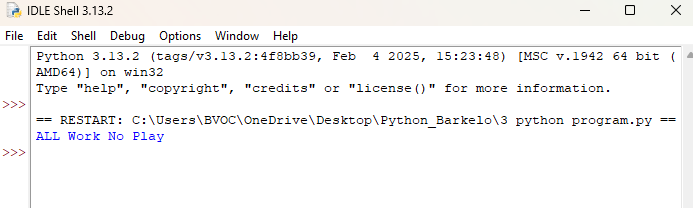 IDLE Shell 3.13.2
File Edit Shell Debug Options Window Help
Python 3.13.2 (tags/v3.13.2:4f8bb39, Feb  4 2025, 15:23:48) [MSC v.1942 64 bit (
AMD64)] on win32
Type "help", "copyright", "credits" or "license()" for more information.
>>>
== RESTART: C:\Users\BVOC\OneDrive\Desktop\Python_Barkelo\3 python program.py ==
ALL Work No Play
>>>